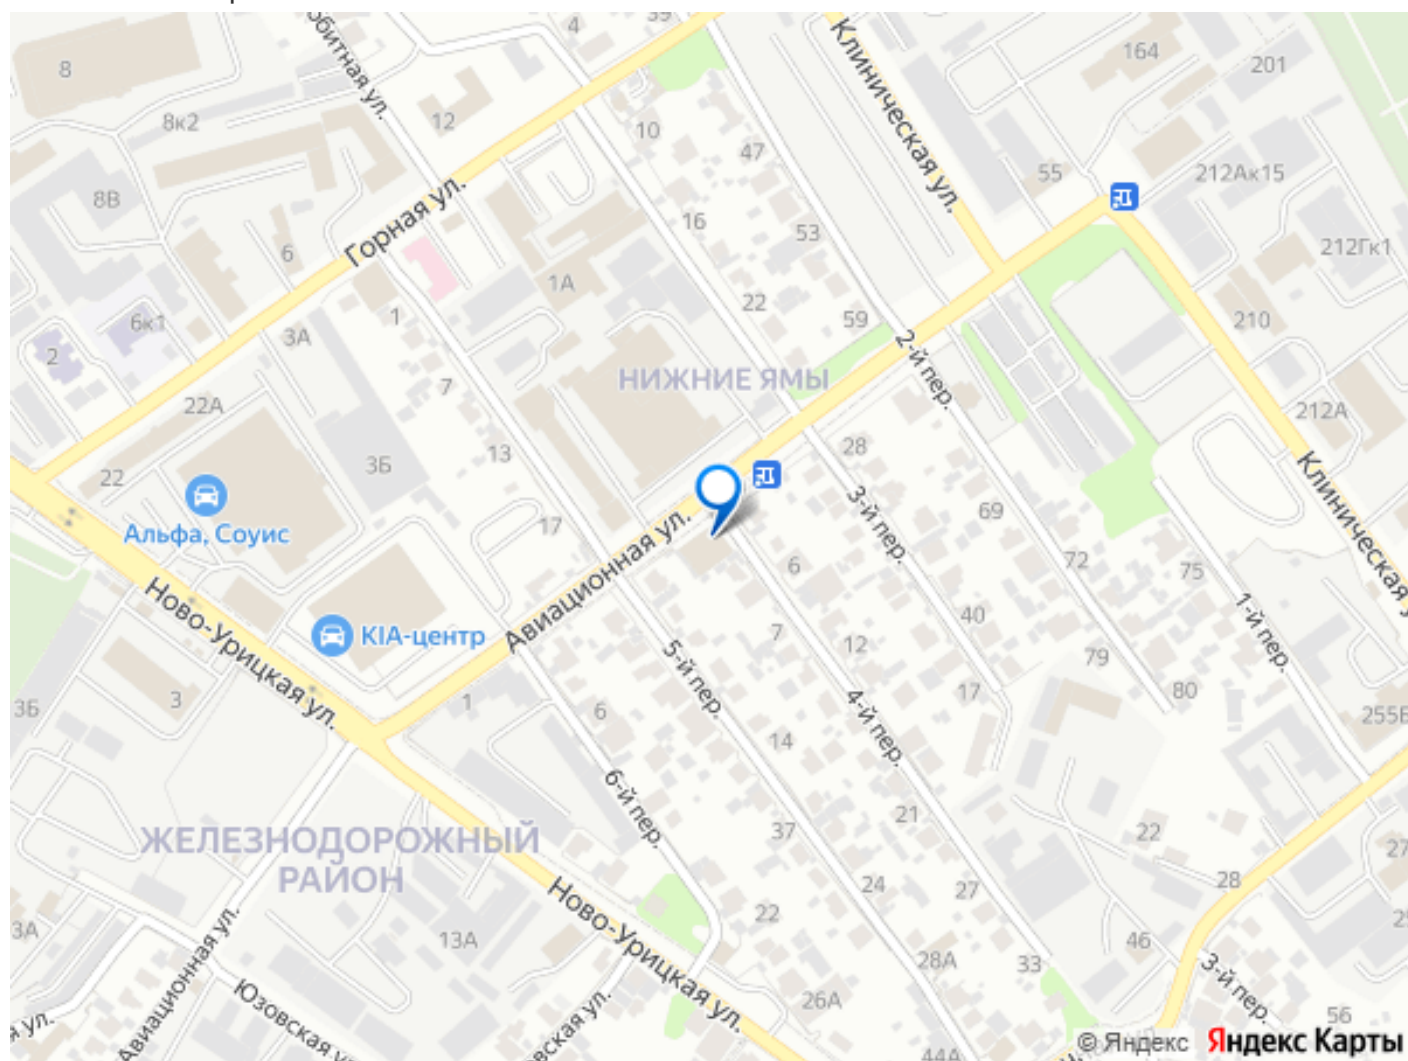 4
39
8
Клиническая ул.
164
201
8к2
12
10
47
55
212Ак15
8В
Горная ул.
16
53
6
212Гк1
1А
6к1
1
22
59
210
2
3А
2-й пер.
НИЖНИЕ ЯМЫ
7
22А
212А
28
13
3Б
22
Клиническая
3-й пер.
69
17
Альфа, Соуис
Авиационная ул.
6
72
75
Ново-Урицкая ул.
1-й пер.
40
KIA-центр
7
12
5-й пер.
79
3Б
3
1
6
17
80
4-й пер.
14
255Б
6-й пер.
21
ЖЕЛЕЗНОДОРОЖНЫЙ
РАЙОН
37
22
24
27
28
Ново-Урицкая ул.
22
3А
13А
46
Авиационная ул.
28А
33
3-й пер.
Юзовская ул.
26А
56
44А
© Яндекс Яндекс Карты